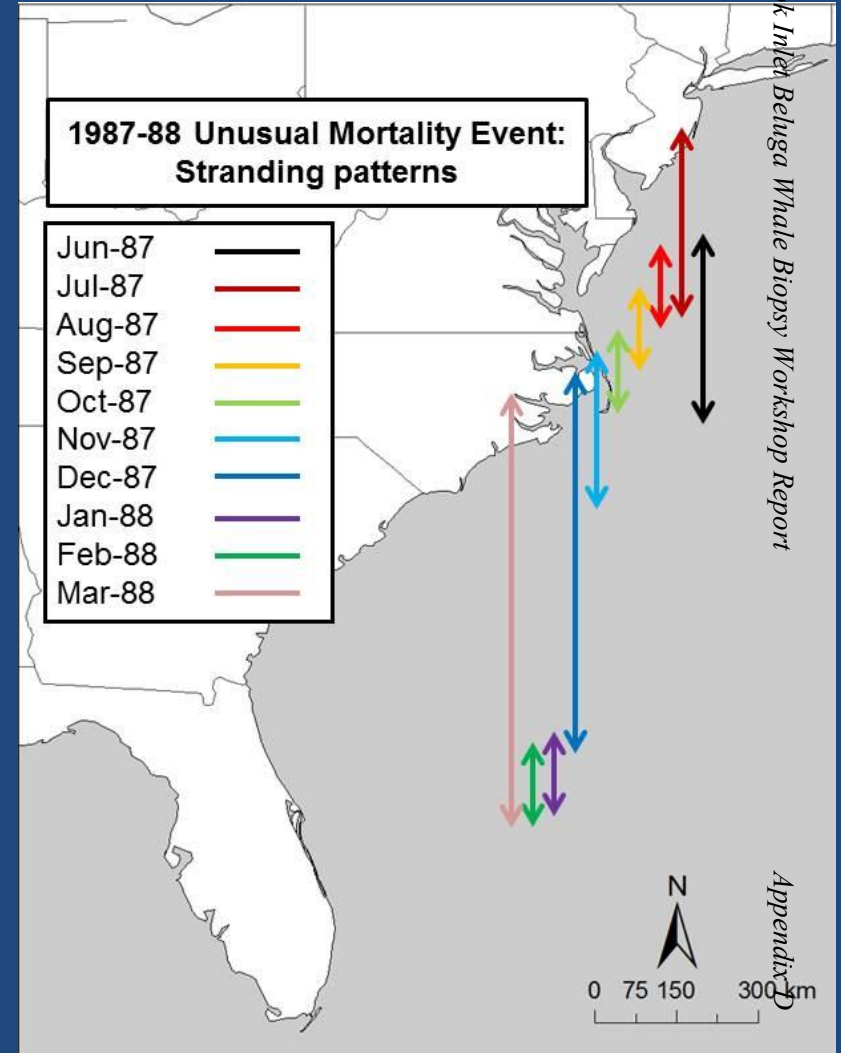 1987-88 Unusual Mortality Event:
Stranding patterns
Jun-87
Jul-87
Aug-87
Sep-87
Oct-87
Nov-87
Dec-87
Jan-88
Feb-88
Mar-88
N
0 75 150 300 km
Inlet Beluga Whale Biopsy Workshop Report
Appendix D